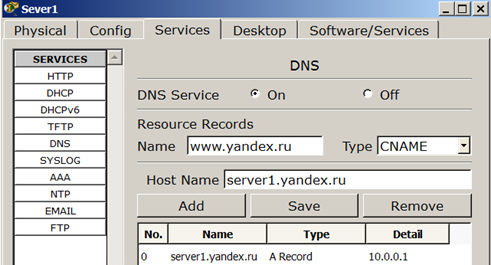 Sever1
Physical Config Services Desktop Software/Services
SERVICES
HTTP
DHCP
DHCPv6
TFTP
DNS
SYSLOG
AAA
NTP
EMAIL
FTP
DNS
DNS Service On Off
Resource Records
Name www.yandex.ru Type CNAME
Host Name server1.yandex.ru
Add Save Remove
No. Name Type Detail
0 server1.yandex.ru A Record 10.0.0.1